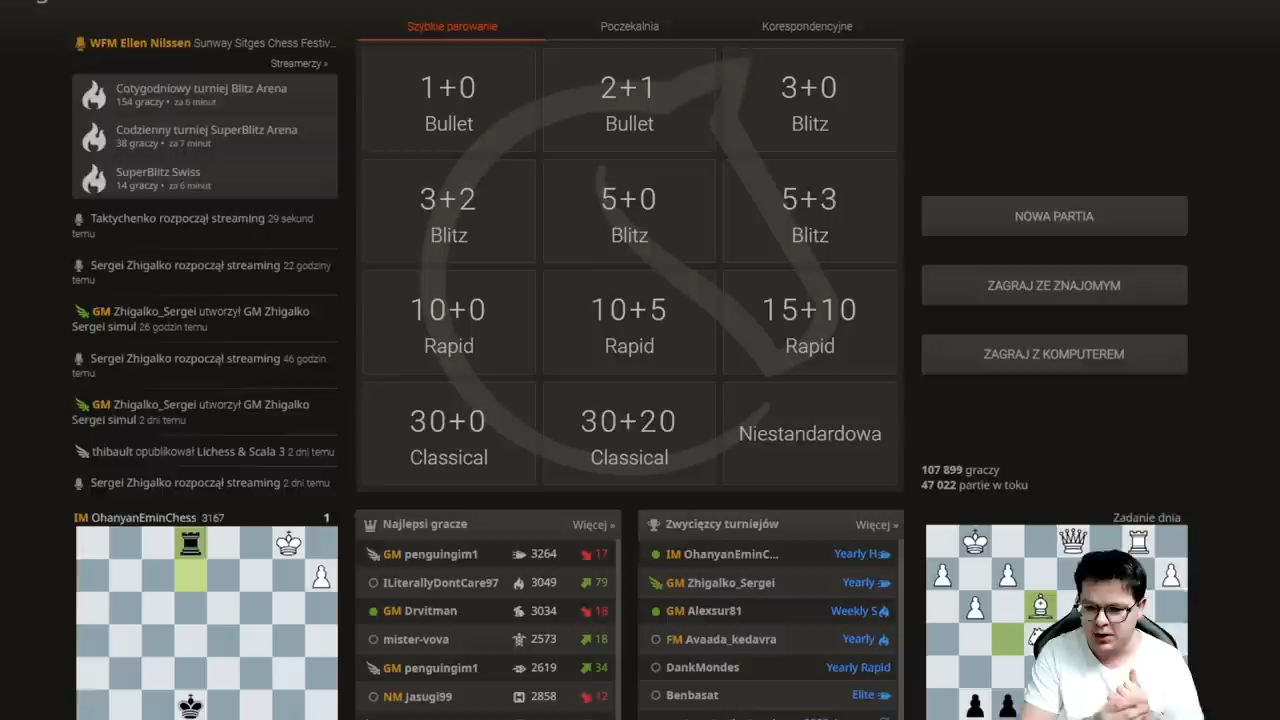 Szybkie parowanie
Poczekalnia
Korespondencyjne
WFM Ellen Nilssen Sunway Sitges Chess Festiv...
Streamerzy »
Cotygodniowy turniej Blitz Arena
154 graczy • za 6 minut
Codzienny turniej SuperBlitz Arena
38 graczy • za 7 minut
SuperBlitz Swiss
14 graczy • za 6 minut
Taktychenko rozpoczął streaming 29 sekund
temu
Sergei Zhigalko rozpoczął streaming 22 godziny
temu
GM Zhigalko_Sergei utworzył GM Zhigalko
Sergei simul 26 godzin temu
Sergei Zhigalko rozpoczął streaming 46 godzin
temu
GM Zhigalko_Sergei utworzył GM Zhigalko
Sergei simul 2 dni temu
thibault opublikował Lichess & Scala 3 2 dni temu
Sergei Zhigalko rozpoczął streaming 2 dni temu
1+0
Bullet
2+1
Bullet
3+0
Blitz
3+2
Blitz
5+0
Blitz
5+3
Blitz
10+0
Rapid
10+5
Rapid
15+10
Rapid
30+0
Classical
30+20
Classical
Niestandardowa
NOWA PARTIA
ZAGRAJ ZE ZNAJOMYM
ZAGRAJ Z KOMPUTEREM
107 899 graczy
47 022 partie w toku
IM OhanyanEminChess 3167 1
Najlepsi gracze Więcej »
GM penguingim1 3264 17
ILiterallyDontCare97 3049 79
GM Drvitman 3034 18
mister-vova 2573 18
GM penguingim1 2619 34
NM Jasugi99 2858 12
Zwycięzcy turniejów Więcej »
IM OhanyanEminC... Yearly H
GM Zhigalko_Sergei Yearly
GM Alexsur81 Weekly S
FM Avaada_kedavra Yearly
DankMondes Yearly Rapid
Benbasat Elite
Zadanie dnia